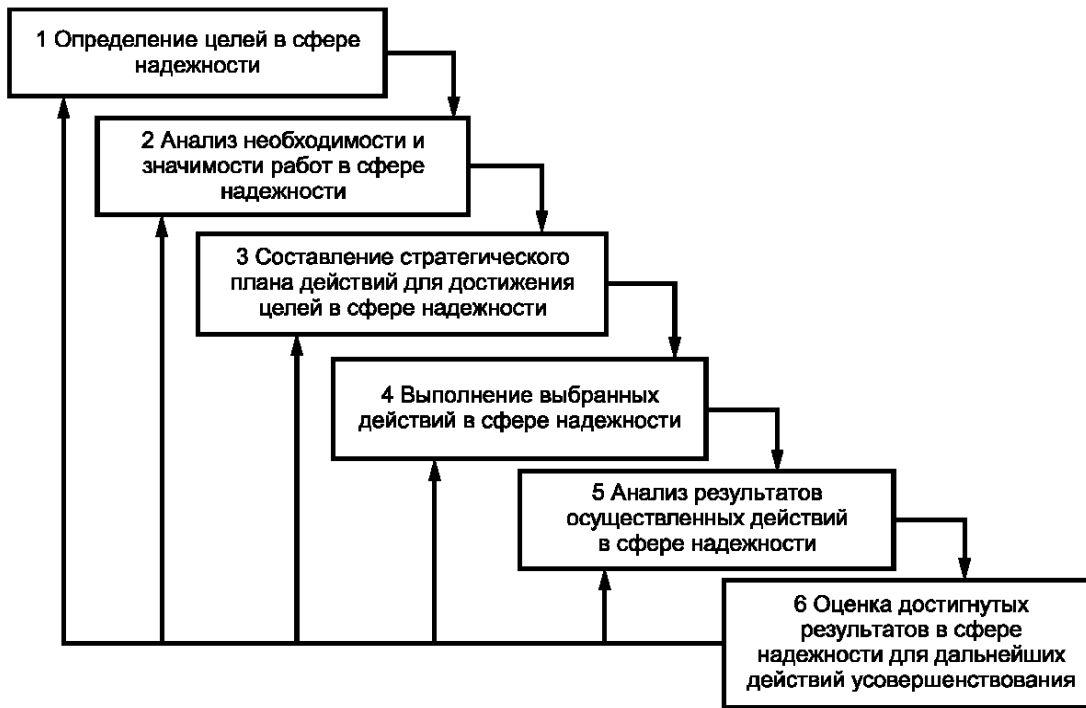 1 Определение целей в сфере
надежности
2 Анализ необходимости и
значимости работ в сфере
надежности
3 Составление стратегического
плана действий для достижения
целей в сфере надежности
4 Выполнение выбранных
действий в сфере надежности
5 Анализ результатов
осуществленных действий
в сфере надежности
6 Оценка достигнутых
результатов в сфере
надежности для дальнейших
действий усовершенствования